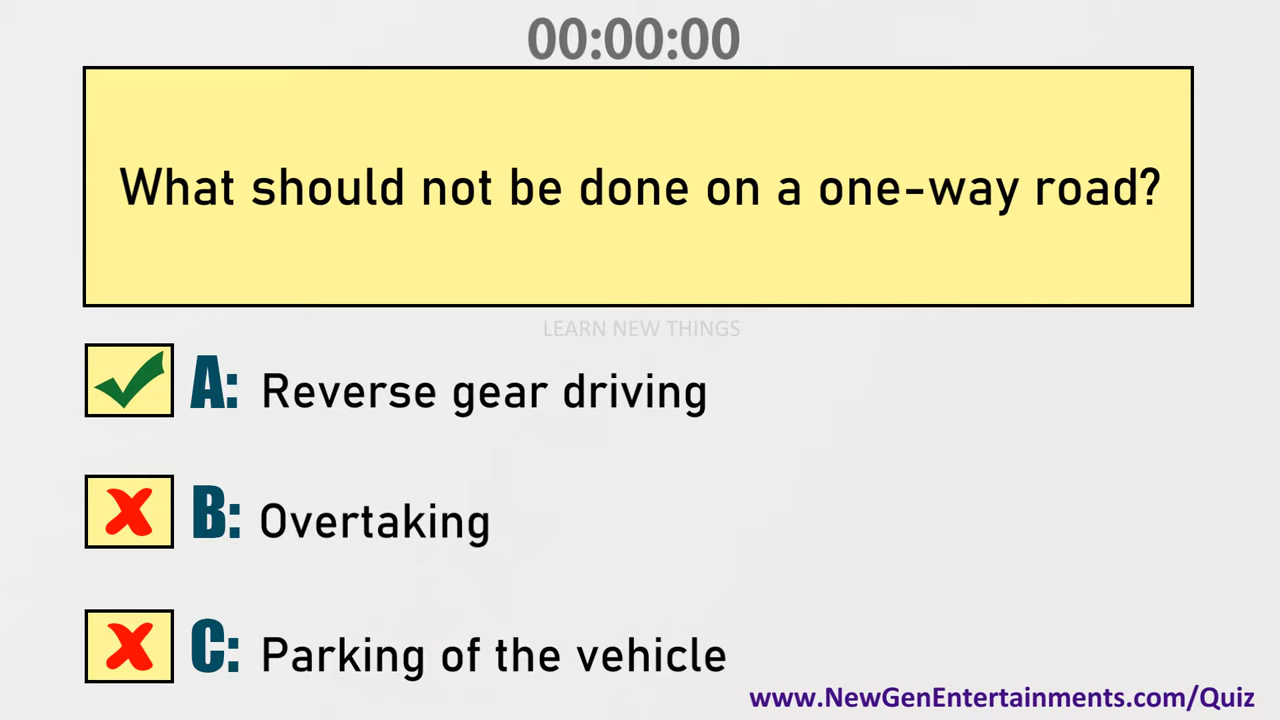 00:00:00
What should not be done on a one-way road?
LEARN NEW THINGS
A: Reverse gear driving
B: Overtaking
C: Parking of the vehicle
www.NewGenEntertainments.com/Quiz